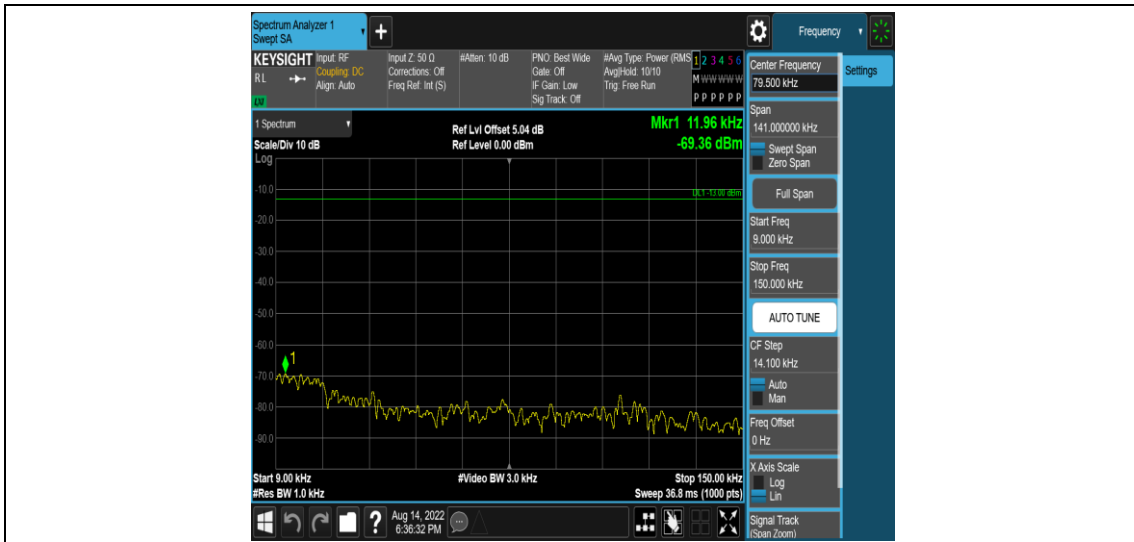 Spectrum Analyzer 1
Swept SA
+
Frequency
KEYSIGHT
RL
LXI
Input: RF
Coupling: DC
Align: Auto
Input Z: 50 Ω
Corrections: Off
Freq Ref: Int (S)
#Atten: 10 dB
PNO: Best Wide
Gate: Off
IF Gain: Low
Sig Track: Off
#Avg Type: Power (RMS
Avg|Hold: 10/10
Trig: Free Run
1 2 3 4 5 6
M W W W W W
P P P P P P
Center Frequency
79.500 kHz
Settings
1 Spectrum
Scale/Div 10 dB
Ref Lvl Offset 5.04 dB
Ref Level 0.00 dBm
Mkr1 11.96 kHz
-69.36 dBm
Log
-10.0
-20.0
-30.0
-40.0
-50.0
-60.0
-70.0
-80.0
-90.0
DL1 -13.00 dBm
1
Start 9.00 kHz
#Res BW 1.0 kHz
#Video BW 3.0 kHz
Stop 150.00 kHz
Sweep 36.8 ms (1000 pts)
Span
141.000000 kHz
Swept Span
Zero Span
Full Span
Start Freq
9.000 kHz
Stop Freq
150.000 kHz
AUTO TUNE
CF Step
14.100 kHz
Auto
Man
Freq Offset
0 Hz
X Axis Scale
Log
Lin
Signal Track
(Span Zoom)
?
Aug 14, 2022
6:36:32 PM